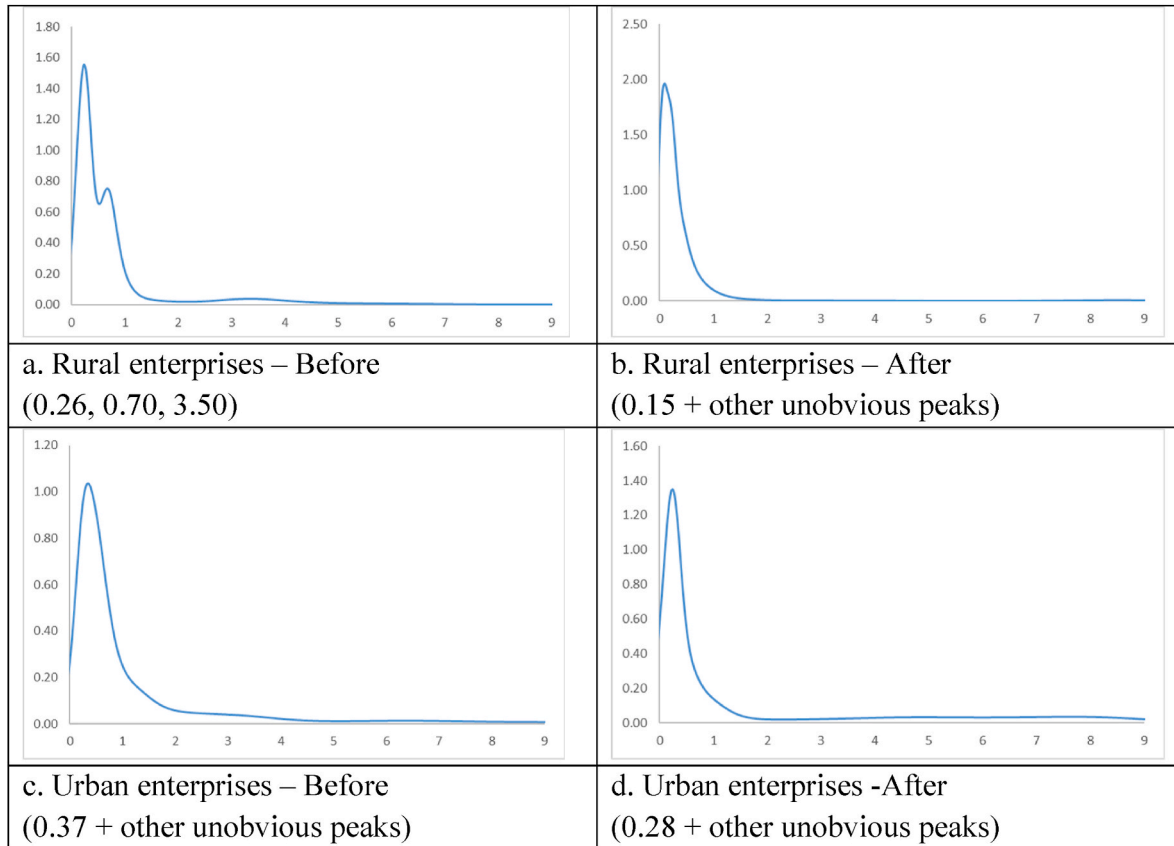 1.80
1.60
1.40
1.20
1.00
0.80
0.60
0.40
0.20
0.00
0 1 2 3 4 5 6 7 8 9
a. Rural enterprises – Before
(0.26, 0.70, 3.50)
2.50
2.00
1.50
1.00
0.50
0.00
0 1 2 3 4 5 6 7 8 9
b. Rural enterprises – After
(0.15 + other unobvious peaks)
1.20
1.00
0.80
0.60
0.40
0.20
0.00
0 1 2 3 4 5 6 7 8 9
c. Urban enterprises – Before
(0.37 + other unobvious peaks)
1.60
1.40
1.20
1.00
0.80
0.60
0.40
0.20
0.00
0 1 2 3 4 5 6 7 8 9
d. Urban enterprises -After
(0.28 + other unobvious peaks)